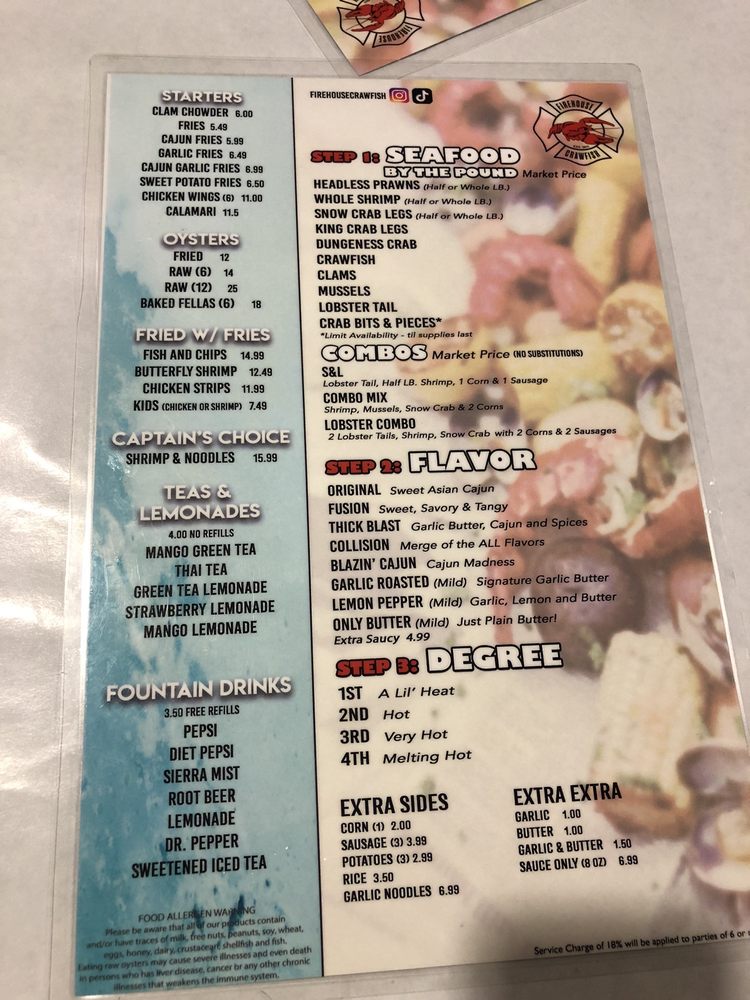 FIREHOUSE
STARTERS
CLAM CHOWDER 6.00
FRIES 5.49
CAJUN FRIES 5.99
GARLIC FRIES 6.49
CAJUN GARLIC FRIES 6.99
SWEET POTATO FRIES 6.50
CHICKEN WINGS (6) 11.00
CALAMARI 11.5
OYSTERS
FRIED 12
RAW (6) 14
RAW (12) 25
BAKED FELLAS (6) 18
FRIED W/ FRIES
FISH AND CHIPS 14.99
BUTTERFLY SHRIMP 12.49
CHICKEN STRIPS 11.99
KIDS (CHICKEN OR SHRIMP) 7.49
CAPTAIN'S CHOICE
SHRIMP & NOODLES 15.99
TEAS &
LEMONADES
4.00 NO REFILLS
MANGO GREEN TEA
THAI TEA
GREEN TEA LEMONADE
STRAWBERRY LEMONADE
MANGO LEMONADE
FOUNTAIN DRINKS
3.50 FREE REFILLS
PEPSI
DIET PEPSI
SIERRA MIST
ROOT BEER
LEMONADE
DR. PEPPER
SWEETENED ICED TEA
FOOD ALLERGEN WARNING
Please be aware that all of our products contain
and/or have traces of milk, free nuts, peanuts, soy, wheat,
eggs, honey, dairy, crustacean, shellfish and fish.
Eating raw oysters may cause severe illnesses and even death
in persons who has liver disease, cancer or any other chronic
illnesses that weakens the immune system.
FIREHOUSECRAWFISH
FIREHOUSE
CRAWFISH
STEP 1: SEAFOOD
BY THE POUND Market Price
HEADLESS PRAWNS (Half or Whole LB.)
WHOLE SHRIMP (Half or Whole LB.)
SNOW CRAB LEGS (Half or Whole LB.)
KING CRAB LEGS
DUNGENESS CRAB
CRAWFISH
CLAMS
MUSSELS
LOBSTER TAIL
CRAB BITS & PIECES*
*Limit Availability - til supplies last
COMBOS Market Price (NO SUBSTITUTIONS)
S&L
Lobster Tail, Half LB. Shrimp, 1 Corn & 1 Sausage
COMBO MIX
Shrimp, Mussels, Snow Crab & 2 Corns
LOBSTER COMBO
2 Lobster Tails, Shrimp, Snow Crab with 2 Corns & 2 Sausages
STEP 2: FLAVOR
ORIGINAL Sweet Asian Cajun
FUSION Sweet, Savory & Tangy
THICK BLAST Garlic Butter, Cajun and Spices
COLLISION Merge of the ALL Flavors
BLAZIN' CAJUN Cajun Madness
GARLIC ROASTED (Mild) Signature Garlic Butter
LEMON PEPPER (Mild) Garlic, Lemon and Butter
ONLY BUTTER (Mild) Just Plain Butter!
Extra Saucy 4.99
STEP 3: DEGREE
1ST A Lil' Heat
2ND Hot
3RD Very Hot
4TH Melting Hot
EXTRA SIDES
CORN (1) 2.00
SAUSAGE (3) 3.99
POTATOES (3) 2.99
RICE 3.50
GARLIC NOODLES 6.99
EXTRA EXTRA
GARLIC 1.00
BUTTER 1.00
GARLIC & BUTTER 1.50
SAUCE ONLY (8 OZ) 6.99
Service Charge of 18% will be applied to parties of 6 or